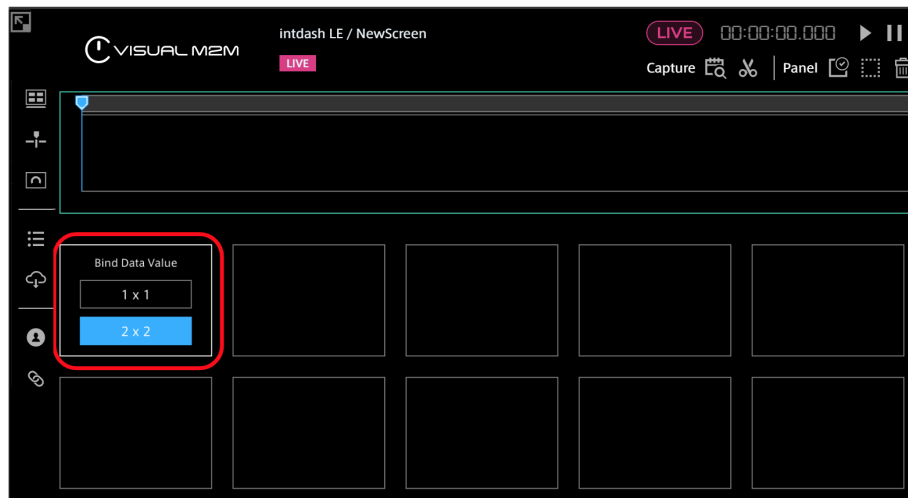 VISUAL M2M
intdash LE / NewScreen
LIVE
LIVE
00:00:00.000
Capture
Panel
Bind Data Value
1 x 1
2 x 2